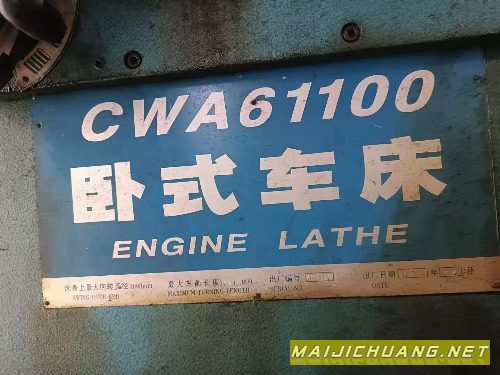 CWA61100
卧式车床
ENGINE LATHE
床身上最大回转直径 最大车削长度 出厂编号 出厂日期 年
SWING OVER BED MAXIMUM TURNING LENGTH SERIAL NO DATE
MAIJICHUANG.NET